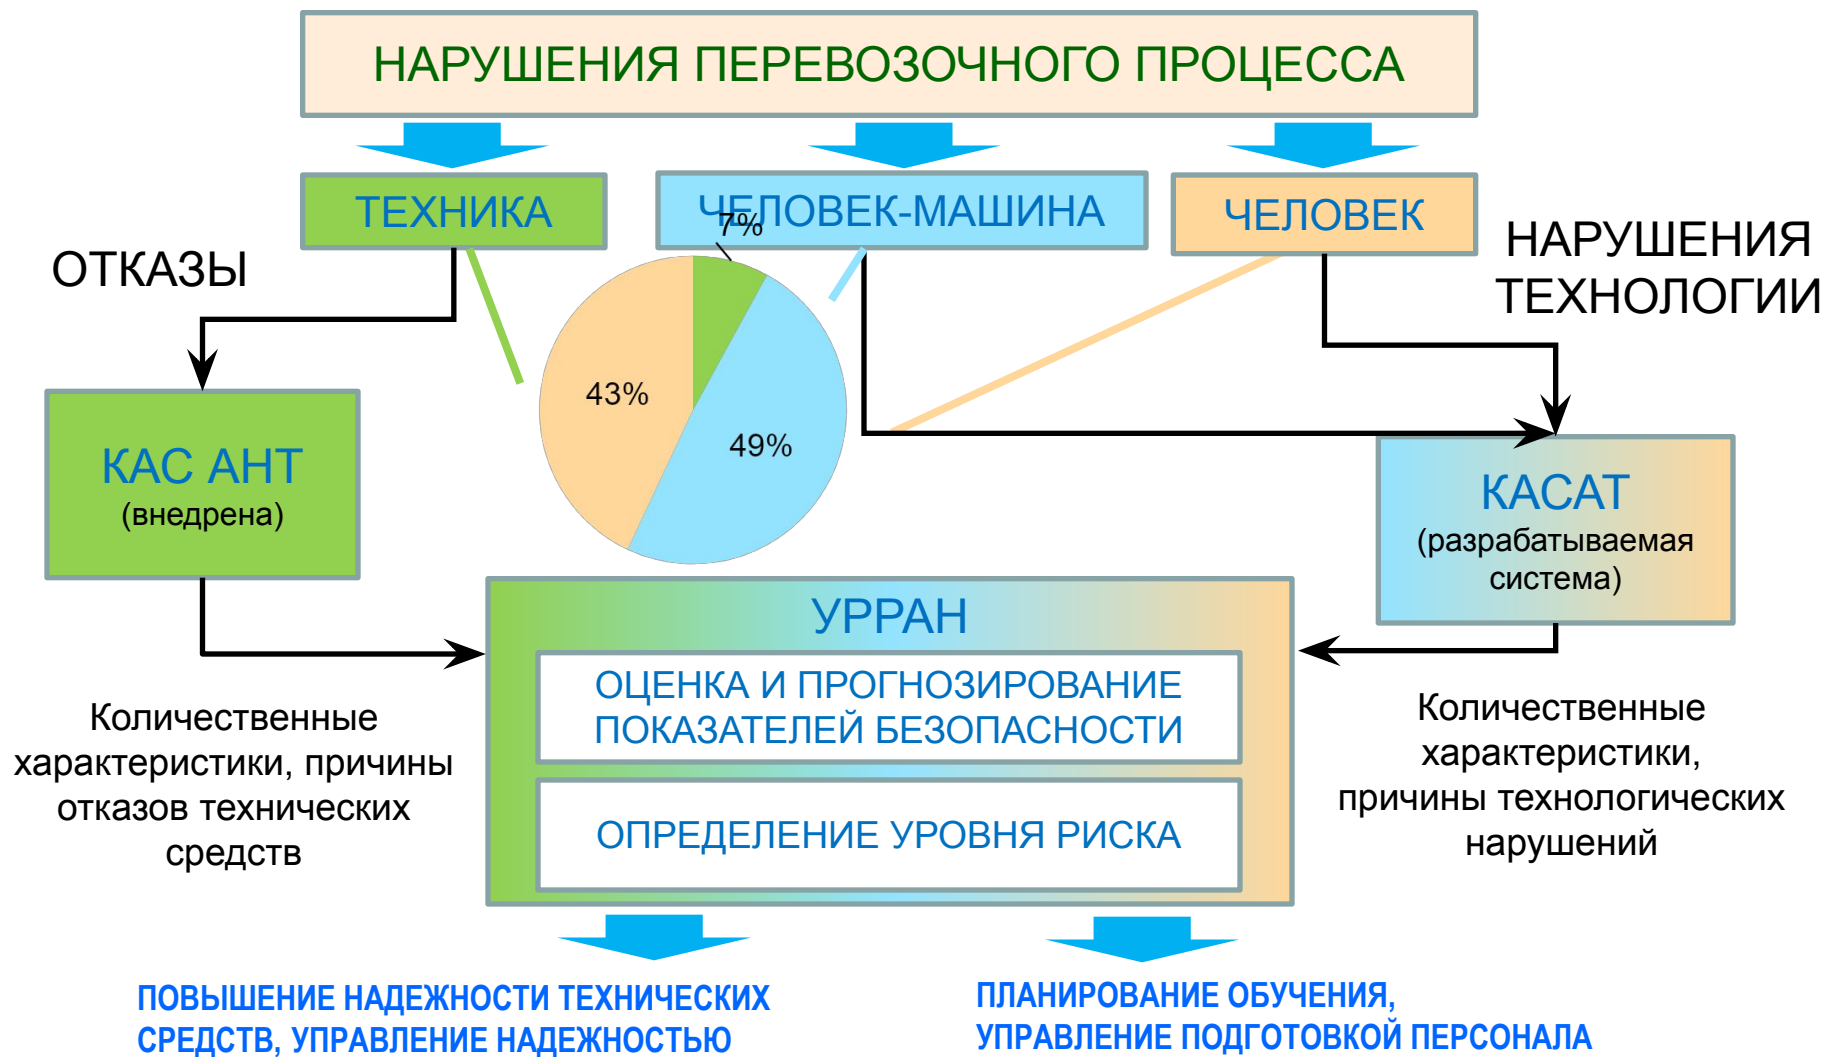 НАРУШЕНИЯ ПЕРЕВОЗОЧНОГО ПРОЦЕССА
ТЕХНИКА
ЧЕЛОВЕК-МАШИНА
ЧЕЛОВЕК
7%
ОТКАЗЫ
НАРУШЕНИЯ
ТЕХНОЛОГИИ
43%
49%
КАС АНТ
(внедрена)
КАСАТ
(разрабатываемая
система)
УРРАН
ОЦЕНКА И ПРОГНОЗИРОВАНИЕ
ПОКАЗАТЕЛЕЙ БЕЗОПАСНОСТИ
ОПРЕДЕЛЕНИЕ УРОВНЯ РИСКА
Количественные
характеристики, причины
отказов технических
средств
Количественные
характеристики,
причины технологических
нарушений
ПОВЫШЕНИЕ НАДЕЖНОСТИ ТЕХНИЧЕСКИХ
СРЕДСТВ, УПРАВЛЕНИЕ НАДЕЖНОСТЬЮ
ПЛАНИРОВАНИЕ ОБУЧЕНИЯ,
УПРАВЛЕНИЕ ПОДГОТОВКОЙ ПЕРСОНАЛА